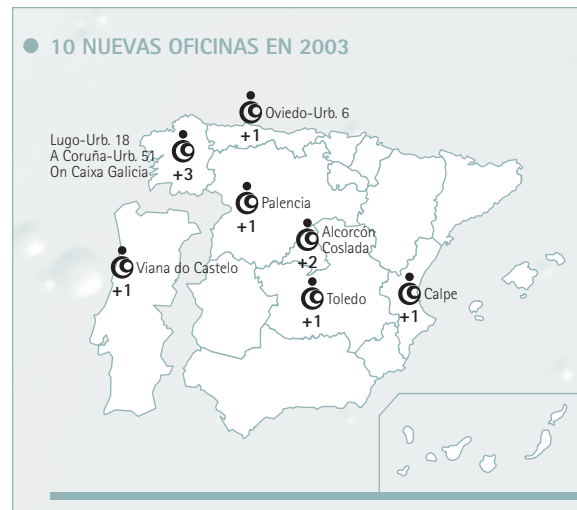 10 NUEVAS OFICINAS EN 2003
Oviedo-Urb. 6
+1
Lugo-Urb. 18
A Coruña-Urb. 51
On Caixa Galicia
+3
Palencia
+1
Alcorcón
Coslada
+2
Viana do Castelo
+1
Toledo
+1
Calpe
+1